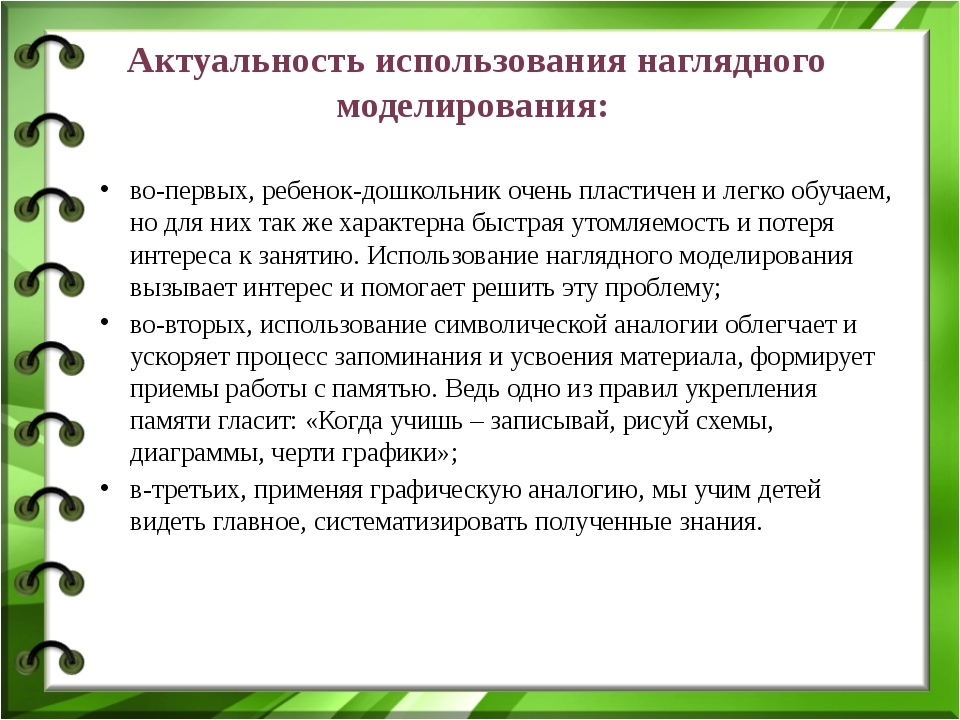 Актуальность использования наглядного
моделирования:
• во-первых, ребенок-дошкольник очень пластичен и легко обучаем,
но для них так же характерна быстрая утомляемость и потеря
интереса к занятию. Использование наглядного моделирования
вызывает интерес и помогает решить эту проблему;
• во-вторых, использование символической аналогии облегчает и
ускоряет процесс запоминания и усвоения материала, формирует
приемы работы с памятью. Ведь одно из правил укрепления
памяти гласит: «Когда учишь – записывай, рисуй схемы,
диаграммы, черти графики»;
• в-третьих, применяя графическую аналогию, мы учим детей
видеть главное, систематизировать полученные знания.